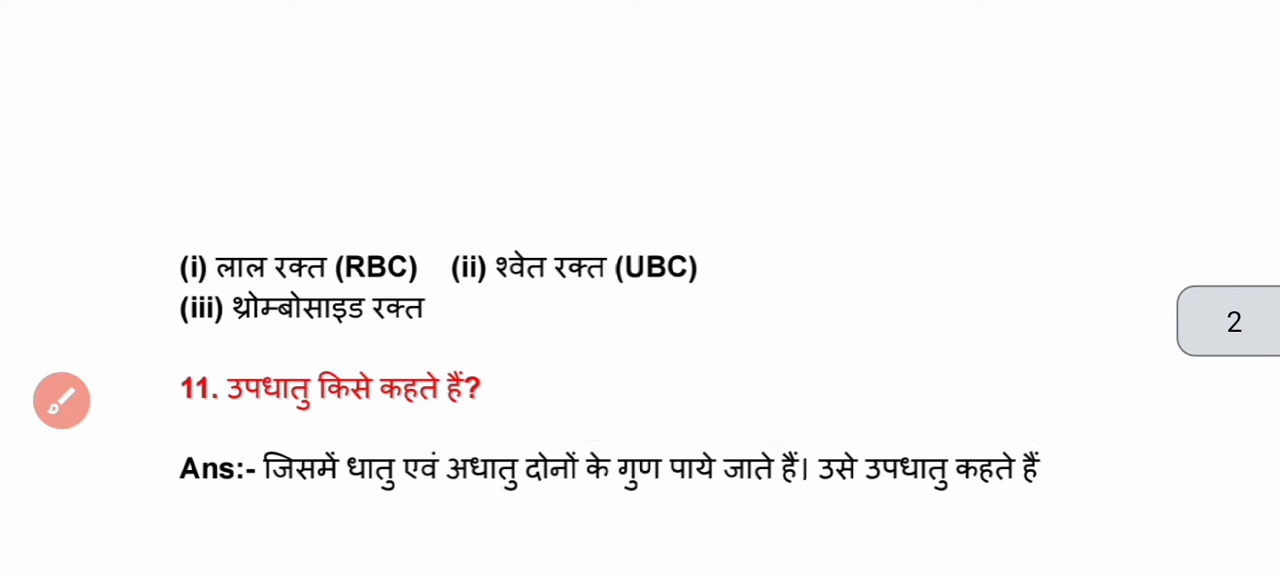 (i) लाल रक्त (RBC) (ii) श्वेत रक्त (UBC)
(iii) थ्रोम्बोसाइड रक्त
2
11. उपधातु किसे कहते हैं?
Ans:- जिसमें धातु एवं अधातु दोनों के गुण पाये जाते हैं। उसे उपधातु कहते हैं